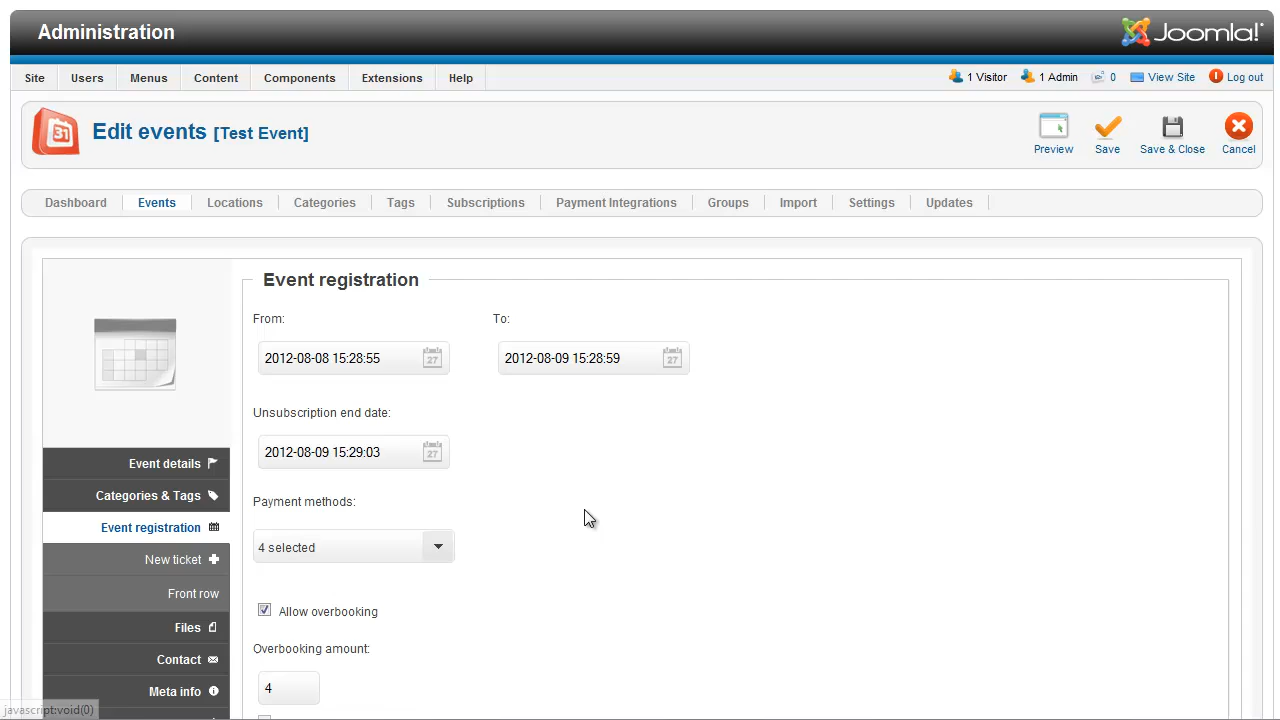 Administration
Joomla!
Site Users Menus Content Components Extensions Help
1 Visitor 1 Admin 0 View Site Log out
31
Edit events [Test Event]
Preview Save Save & Close Cancel
Dashboard Events Locations Categories Tags Subscriptions Payment Integrations Groups Import Settings Updates
Event registration
From: To:
2012-08-08 15:28:55 27 2012-08-09 15:28:59 27
Unsubscription end date:
2012-08-09 15:29:03 27
Event details
Categories & Tags
Event registration
New ticket
Front row
Files
Contact
Meta info
Payment methods:
4 selected
Allow overbooking
Overbooking amount:
4
javascript:void(0)